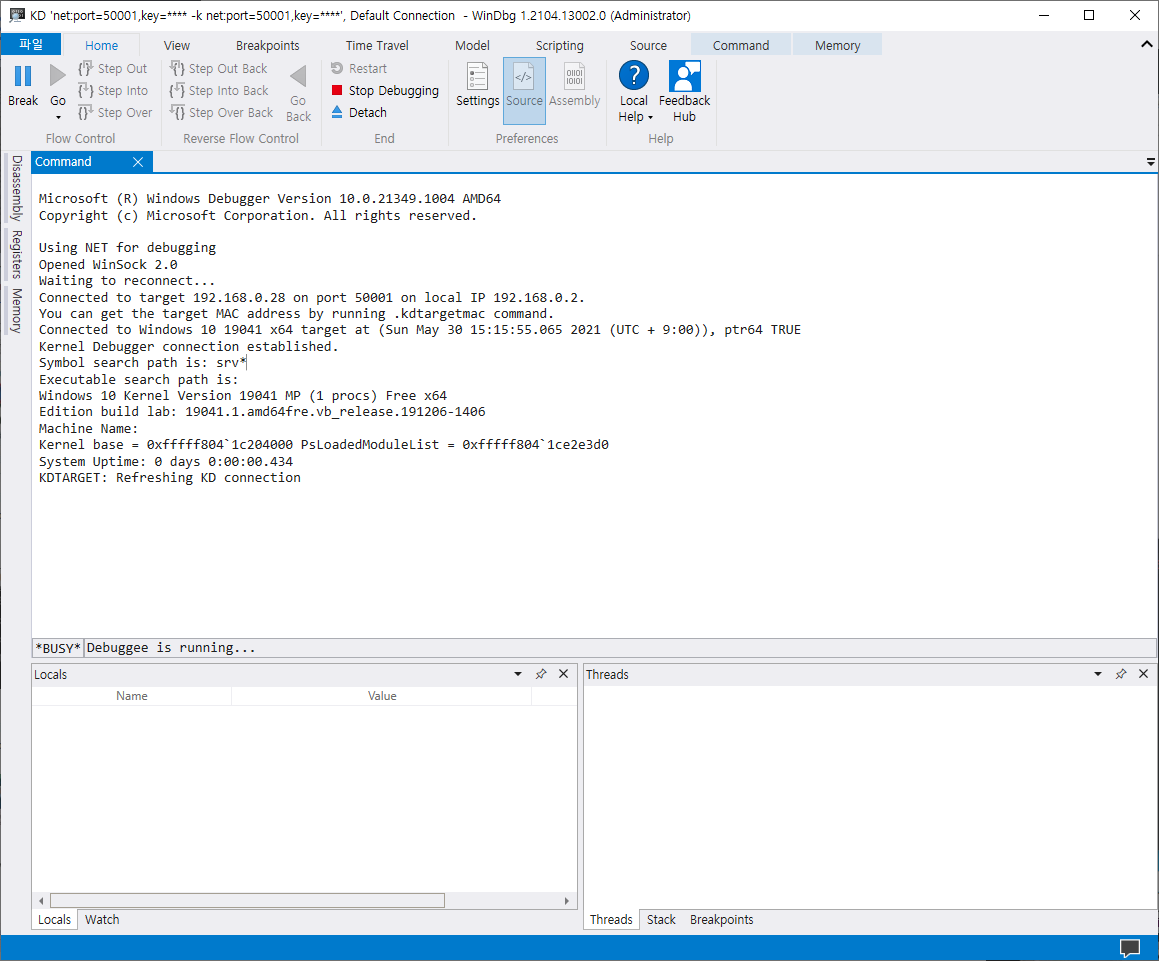 KD 'net:port=50001,key=**** -k net:port=50001,key=****', Default Connection - WinDbg 1.2104.13002.0 (Administrator)
파일 Home View Breakpoints Time Travel Model Scripting Source Command Memory
Break
Go
Step Out
Step Into
Step Over
Flow Control
Step Out Back
Step Into Back
Step Over Back
Go Back
Reverse Flow Control
Restart
Stop Debugging
Detach
End
Settings
Source
Assembly
Preferences
Local Help
Feedback Hub
Help
Disassembly
Registers
Memory
Command
Microsoft (R) Windows Debugger Version 10.0.21349.1004 AMD64
Copyright (c) Microsoft Corporation. All rights reserved.
Using NET for debugging
Opened WinSock 2.0
Waiting to reconnect...
Connected to target 192.168.0.28 on port 50001 on local IP 192.168.0.2.
You can get the target MAC address by running .kdtargetmac command.
Connected to Windows 10 19041 x64 target at (Sun May 30 15:15:55.065 2021 (UTC + 9:00)), ptr64 TRUE
Kernel Debugger connection established.
Symbol search path is: srv*
Executable search path is:
Windows 10 Kernel Version 19041 MP (1 procs) Free x64
Edition build lab: 19041.1.amd64fre.vb_release.191206-1406
Machine Name:
Kernel base = 0xfffff804`1c204000 PsLoadedModuleList = 0xfffff804`1ce2e3d0
System Uptime: 0 days 0:00:00.434
KDTARGET: Refreshing KD connection
*BUSY* Debuggee is running...
Locals
Name Value
Locals Watch
Threads
Threads Stack Breakpoints